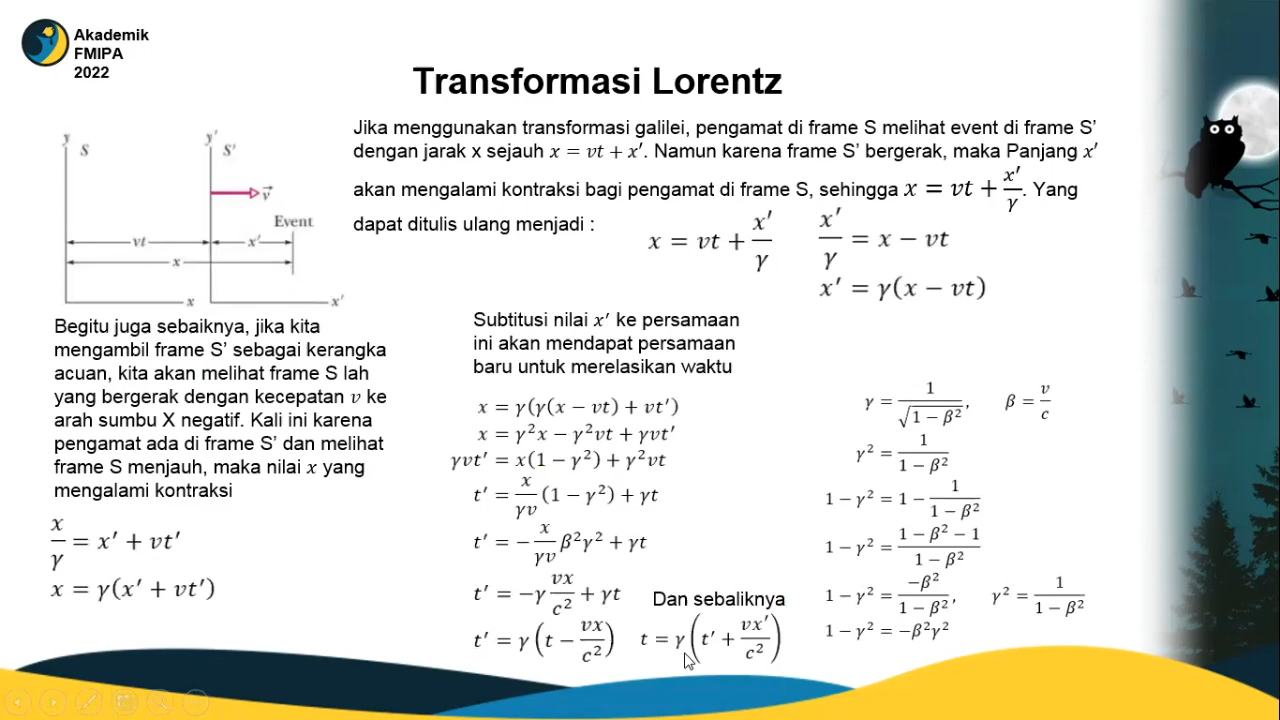 Akademik
FMIPA
2022
Transformasi Lorentz
y
S
y′
S′
v⃗
Event
vt
x′
x
x
x′
Jika menggunakan transformasi galilei, pengamat di frame S melihat event di frame S’
dengan jarak x sejauh x = vt + x′. Namun karena frame S’ bergerak, maka Panjang x′
akan mengalami kontraksi bagi pengamat di frame S, sehingga x = vt + x′/γ. Yang
dapat ditulis ulang menjadi :
x = vt + x′/γ
x′/γ = x − vt
x′ = γ(x − vt)
Begitu juga sebaiknya, jika kita
mengambil frame S’ sebagai kerangka
acuan, kita akan melihat frame S lah
yang bergerak dengan kecepatan v ke
arah sumbu X negatif. Kali ini karena
pengamat ada di frame S’ dan melihat
frame S menjauh, maka nilai x yang
mengalami kontraksi
x/γ = x′ + vt′
x = γ(x′ + vt′)
Subtitusi nilai x′ ke persamaan
ini akan mendapat persamaan
baru untuk merelasikan waktu
x = γ(γ(x − vt) + vt′)
x = γ²x − γ²vt + γvt′
γvt′ = x(1 − γ²) + γ²vt
t′ = x/γv (1 − γ²) + γt
t′ = − x/γv β²γ² + γt
t′ = −γ vx/c² + γt
t′ = γ(t − vx/c²)
Dan sebaliknya
t = γ(t′ + vx′/c²)
γ = 1/√(1 − β²), β = v/c
γ² = 1/(1 − β²)
1 − γ² = 1 − 1/(1 − β²)
1 − γ² = (1 − β² − 1)/(1 − β²)
1 − γ² = −β²/(1 − β²), γ² = 1/(1 − β²)
1 − γ² = −β²γ²